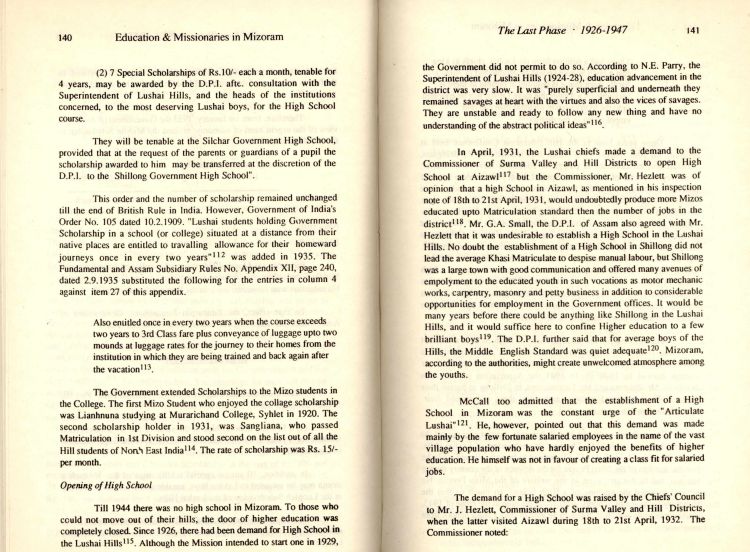 140 Education & Missionaries in Mizoram
(2) 7 Special Scholarships of Rs.10/- each a month, tenable for
4 years, may be awarded by the D.P.I. aftc. consultation with the
Superintendent of Lushai Hills, and the heads of the institutions
concerned, to the most deserving Lushai boys, for the High School
course.
They will be tenable at the Silchar Government High School,
provided that at the request of the parents or guardians of a pupil the
scholarship awarded to him may be transferred at the discretion of the
D.P.I. to the Shillong Government High School".
This order and the number of scholarship remained unchanged
till the end of British Rule in India. However, Government of India's
Order No. 105 dated 10.2.1909. "Lushai students holding Government
Scholarship in a school (or college) situated at a distance from their
native places are entitled to travalling allowance for their homeward
journeys once in every two years"112 was added in 1935. The
Fundamental and Assam Subsidiary Rules No. Appendix XII, page 240,
dated 2.9.1935 substituted the following for the entries in column 4
against item 27 of this appendix.
Also enitled once in every two years when the course exceeds
two years to 3rd Class fare plus conveyance of luggage upto two
mounds at luggage rates for the journey to their homes from the
institution in which they are being trained and back again after
the vacation113.
The Government extended Scholarships to the Mizo students in
the College. The first Mizo Student who enjoyed the collage scholarship
was Lianhnuna studying at Murarichand College, Syhlet in 1920. The
second scholarship holder in 1931, was Sangliana, who passed
Matriculation in 1st Division and stood second on the list out of all the
Hill students of North East India114. The rate of scholarship was Rs. 15/-
per month.
Opening of High School
Till 1944 there was no high school in Mizoram. To those who
could not move out of their hills, the door of higher education was
completely closed. Since 1926, there had been demand for High School in
the Lushai Hills115. Although the Mission intended to start one in 1929,
The Last Phase · 1926-1947 141
the Government did not permit to do so. According to N.E. Parry, the
Superintendent of Lushai Hills (1924-28), education advancement in the
district was very slow. It was "purely superficial and underneath they
remained savages at heart with the virtues and also the vices of savages.
They are unstable and ready to follow any new thing and have no
understanding of the abstract political ideas"116.
In April, 1931, the Lushai chiefs made a demand to the
Commissioner of Surma Valley and Hill Districts to open High
School at Aizawl117 but the Commissioner, Mr. Hezlett was of
opinion that a high School in Aizawl, as mentioned in his inspection
note of 18th to 21st April, 1931, would undoubtedly produce more Mizos
educated upto Matriculation standard then the number of jobs in the
district118. Mr. G.A. Small, the D.P.I. of Assam also agreed with Mr.
Hezlett that it was undesirable to establish a High School in the Lushai
Hills. No doubt the establishment of a High School in Shillong did not
lead the average Khasi Matriculate to despise manual labour, but Shillong
was a large town with good communication and offered many avenues of
empolyment to the educated youth in such vocations as motor mechanic
works, carpentry, masonry and petty business in addition to considerable
opportunities for employment in the Government offices. It would be
many years before there could be anything like Shillong in the Lushai
Hills, and it would suffice here to confine Higher education to a few
brilliant boys119. The D.P.I. further said that for average boys of the
Hills, the Middle English Standard was quiet adequate120. Mizoram,
according to the authorities, might create unwelcomed atmosphere among
the youths.
McCall too admitted that the establishment of a High
School in Mizoram was the constant urge of the "Articulate
Lushai"121. He, however, pointed out that this demand was made
mainly by the few fortunate salaried employees in the name of the vast
village population who have hardly enjoyed the benefits of higher
education. He himself was not in favour of creating a class fit for salaried
jobs.
The demand for a High School was raised by the Chiefs' Council
to Mr. J. Hezlett, Commissioner of Surma Valley and Hill Districts,
when the latter visited Aizawl during 18th to 21st April, 1932. The
Commissioner noted: